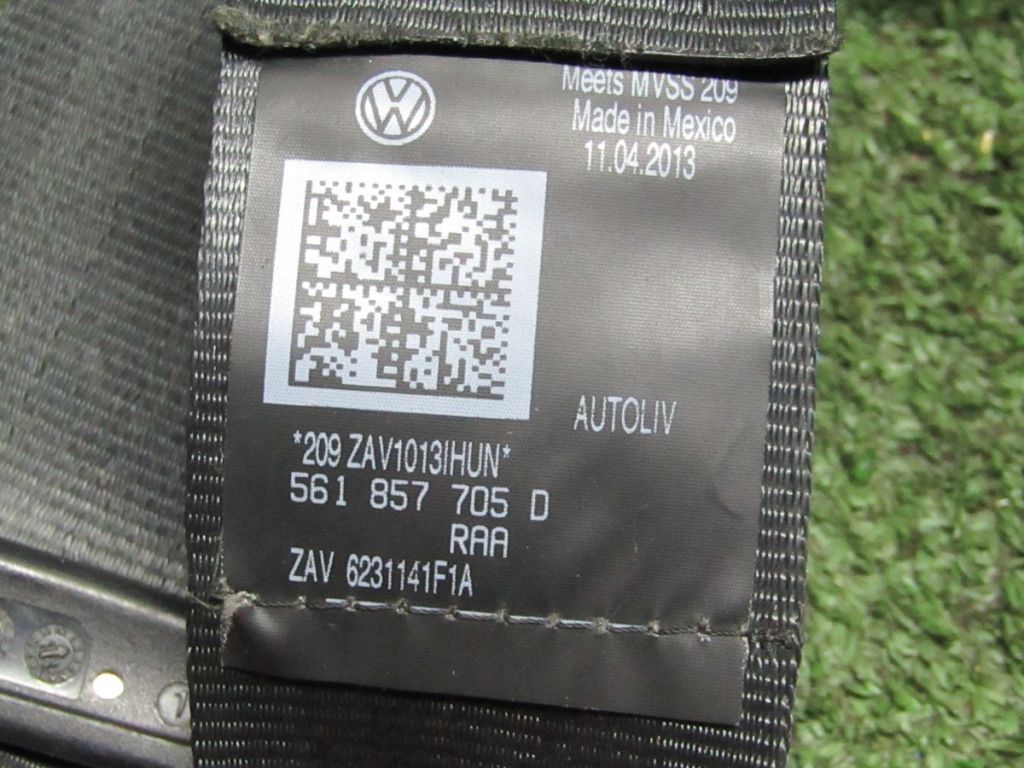 Meets MVSS 209
Made in Mexico
11.04.2013
AUTOLIV
*209 ZAV1013IHUN*
561 857 705 D
RAA
ZAV 6231141F1A